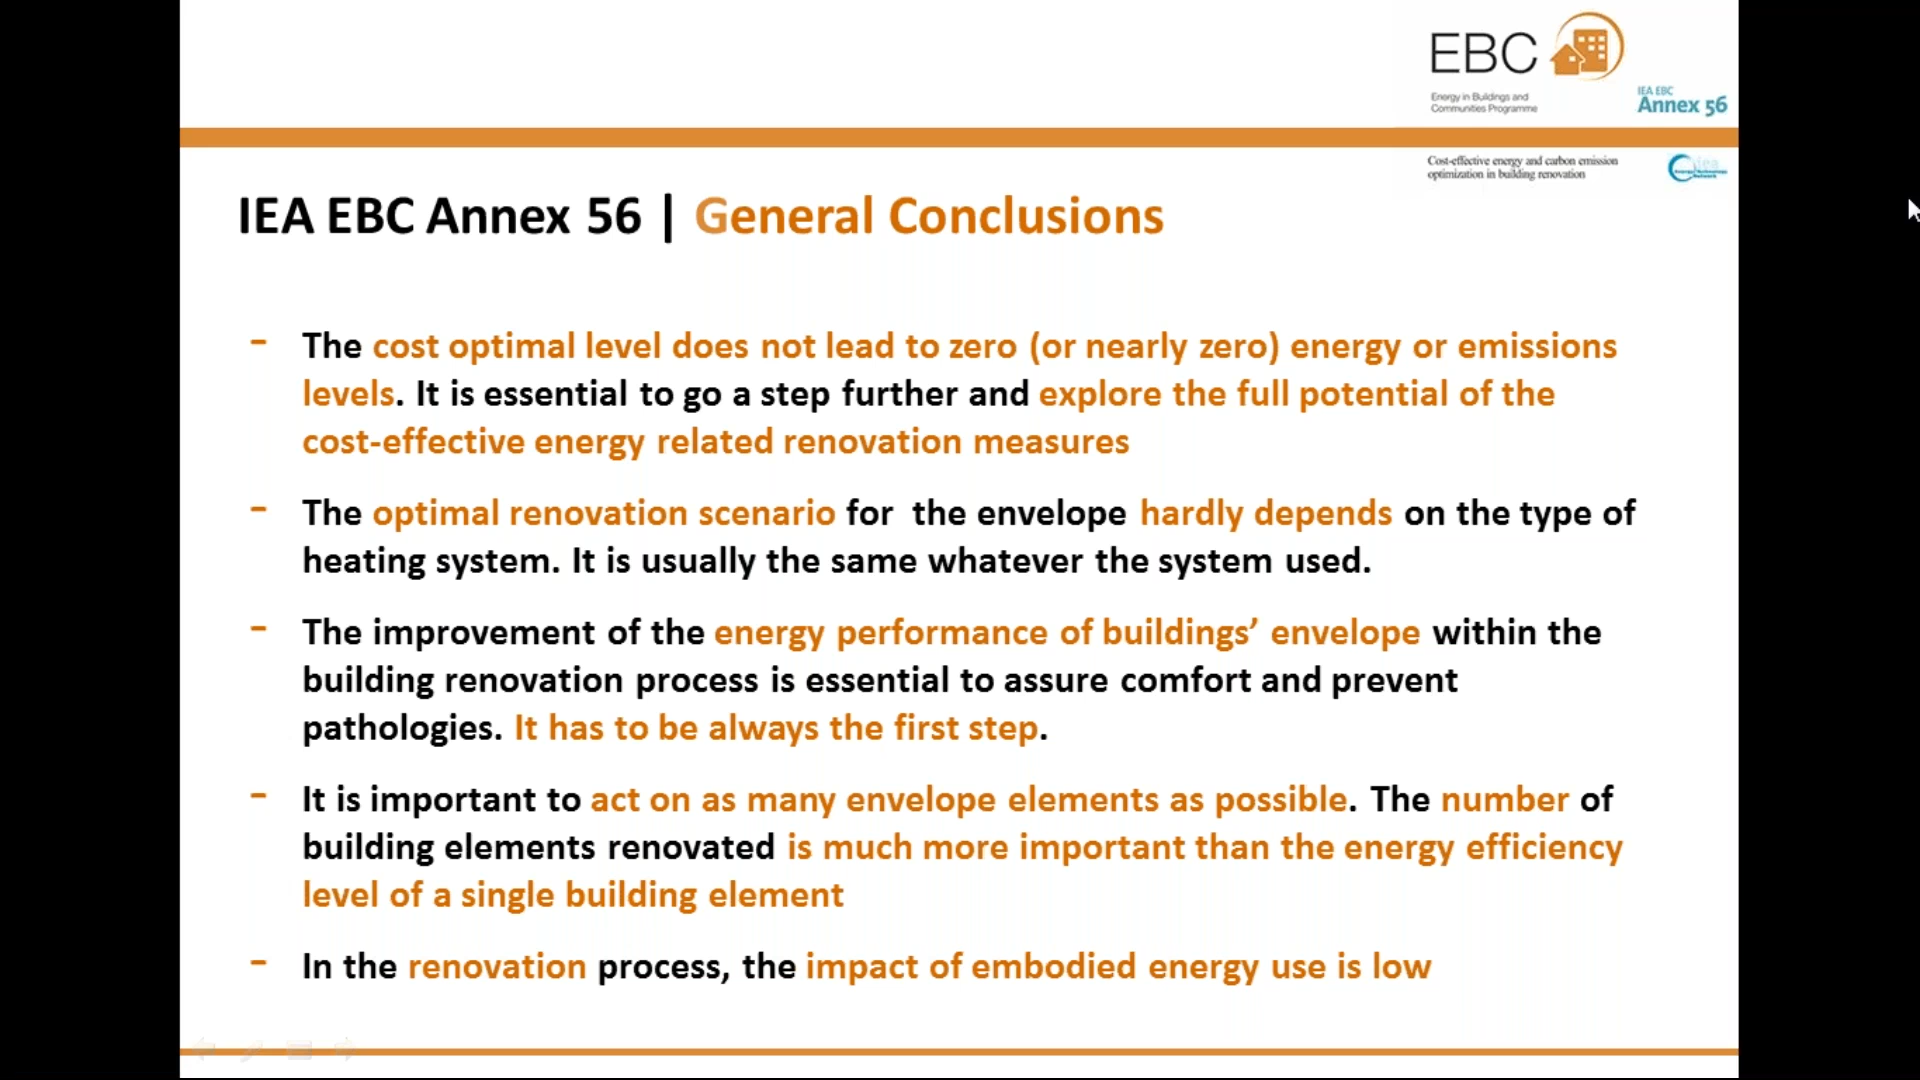 EBC
Energy in Buildings and
Communities Programme
IEA EBC
Annex 56
Cost-effective energy and carbon emission
optimization in building renovation
iea
IEA EBC Annex 56 | General Conclusions
- The cost optimal level does not lead to zero (or nearly zero) energy or emissions
levels. It is essential to go a step further and explore the full potential of the
cost-effective energy related renovation measures
- The optimal renovation scenario for the envelope hardly depends on the type of
heating system. It is usually the same whatever the system used.
- The improvement of the energy performance of buildings’ envelope within the
building renovation process is essential to assure comfort and prevent
pathologies. It has to be always the first step.
- It is important to act on as many envelope elements as possible. The number of
building elements renovated is much more important than the energy efficiency
level of a single building element
- In the renovation process, the impact of embodied energy use is low